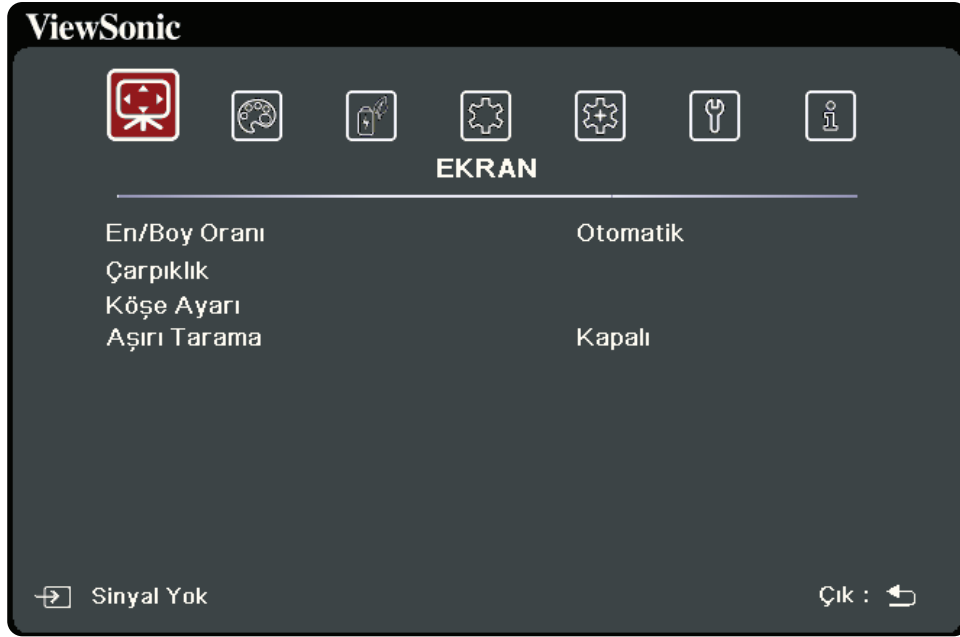 ViewSonic
EKRAN
En/Boy Oranı Otomatik
Çarpıklık
Köşe Ayarı
Aşırı Tarama Kapalı
Sinyal Yok Çık :